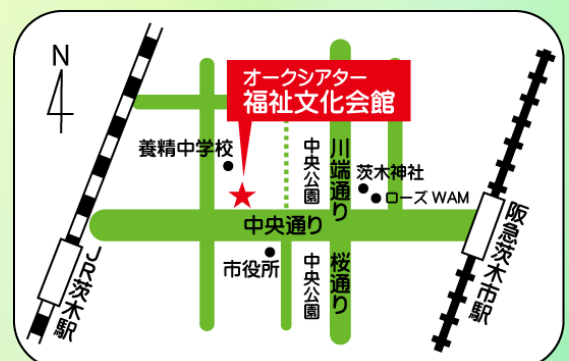 N
オークシアター
福祉文化会館
養精中学校
中央公園
川端通り
茨木神社
ローズWAM
中央通り
市役所
中央公園
桜通り
JR茨木駅
阪急茨木市駅